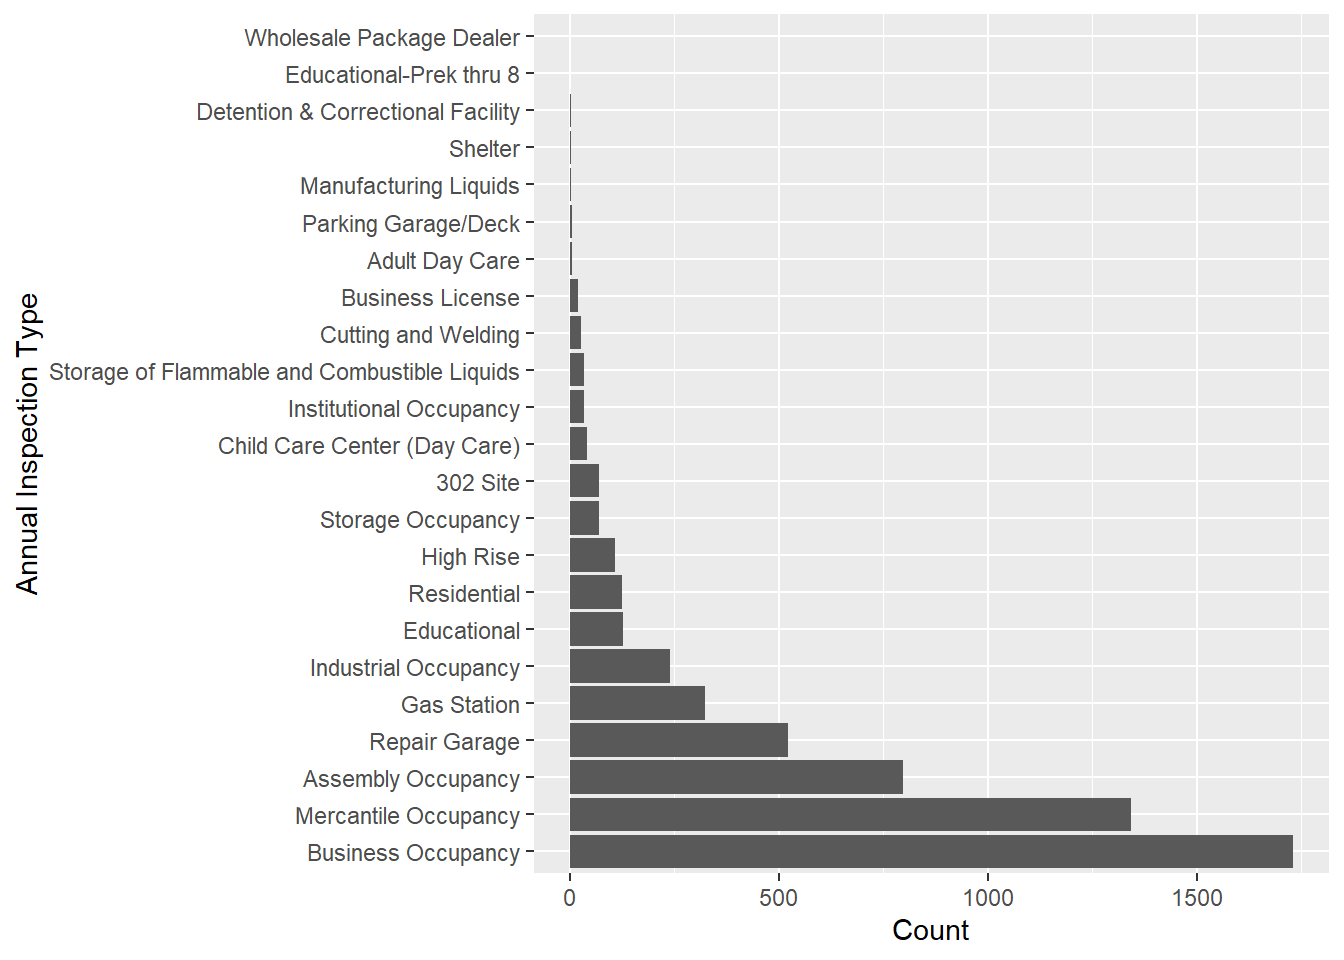 Wholesale Package Dealer
Educational-Prek thru 8
Detention & Correctional Facility
Shelter
Manufacturing Liquids
Parking Garage/Deck
Adult Day Care
Business License
Cutting and Welding
Storage of Flammable and Combustible Liquids
Institutional Occupancy
Child Care Center (Day Care)
302 Site
Storage Occupancy
High Rise
Residential
Educational
Industrial Occupancy
Gas Station
Repair Garage
Assembly Occupancy
Mercantile Occupancy
Business Occupancy
Annual Inspection Type
0 500 1000 1500
Count